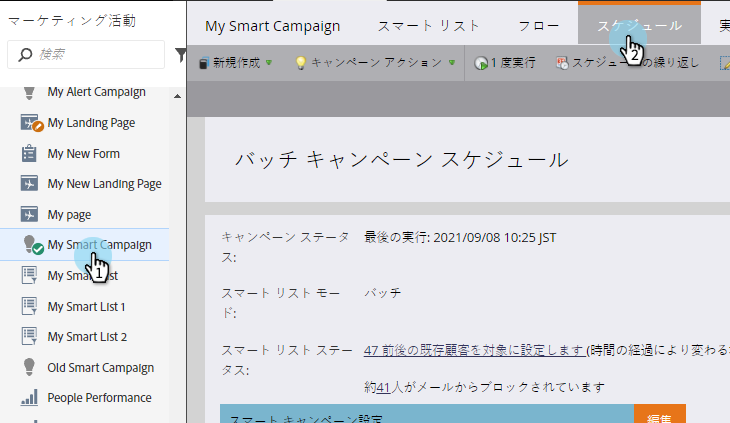 マーケティング活動
検索
My Alert Campaign
My Landing Page
My New Form
My New Landing Page
My page
My Smart Campaign
1
My Smart List 1
My Smart List 2
Old Smart Campaign
People Performance
My Smart Campaign
スマート リスト
フロー
スケジュール
2
新規作成
キャンペーン アクション
1 度実行
スケジュールの繰り返し
バッチ キャンペーン スケジュール
キャンペーン ステータ
ス:
最後の実行: 2021/09/08 10:25 JST
スマート リスト モー
ド:
バッチ
スマート リスト ステー
タス:
47 前後の既存顧客を対象に設定します (時間の経過により変わる
約41人がメールからブロックされています
スマート キャンペーン設定
編集